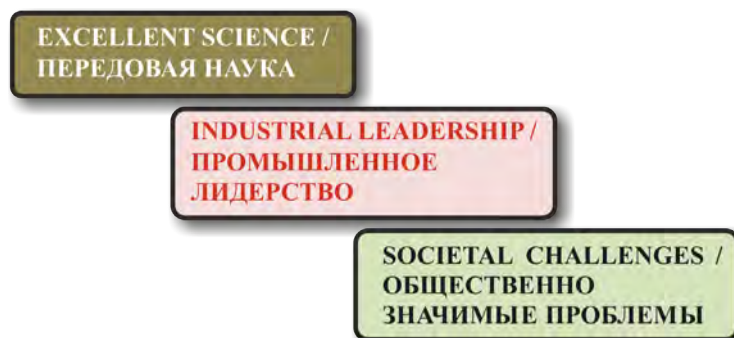 EXCELLENT SCIENCE /
ПЕРЕДОВАЯ НАУКА
INDUSTRIAL LEADERSHIP /
ПРОМЫШЛЕННОЕ
ЛИДЕРСТВО
SOCIETAL CHALLENGES /
ОБЩЕСТВЕННО
ЗНАЧИМЫЕ ПРОБЛЕМЫ